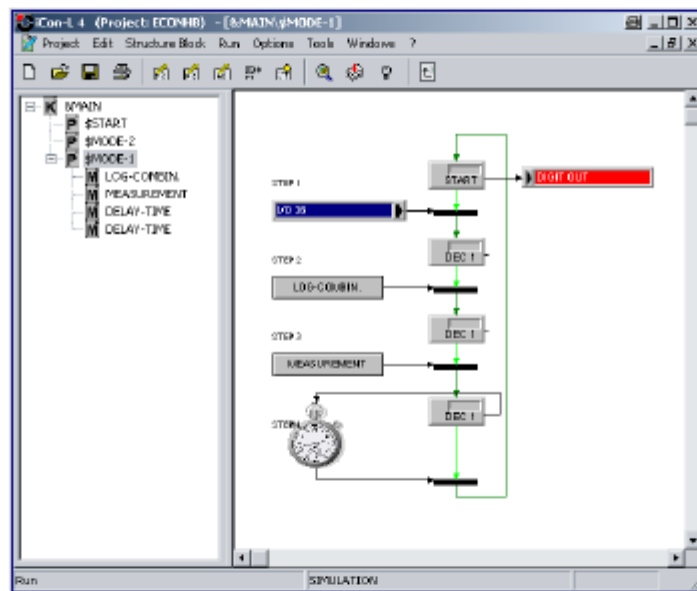 iCon-L 4 (Project: ECONHB) - [&MAIN\$MODE-1]
Project Edit Structure Block Run Options Tools Windows ?
K &MAIN
P $START
P $MODE-2
P $MODE-1
M LOG-COMBIN.
M MEASUREMENT
M DELAY-TIME
M DELAY-TIME
START
DIGIT OUT
STEP 1
I/O 36
DEC 1
STEP 2
LOG-COMBIN.
DEC 1
STEP 3
MEASUREMENT
DEC 1
STEP
Run
SIMULATION